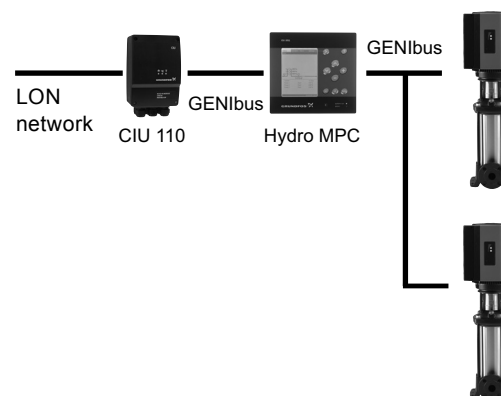 GENIbus
LON
network
GENIbus
CIU 110
Hydro MPC